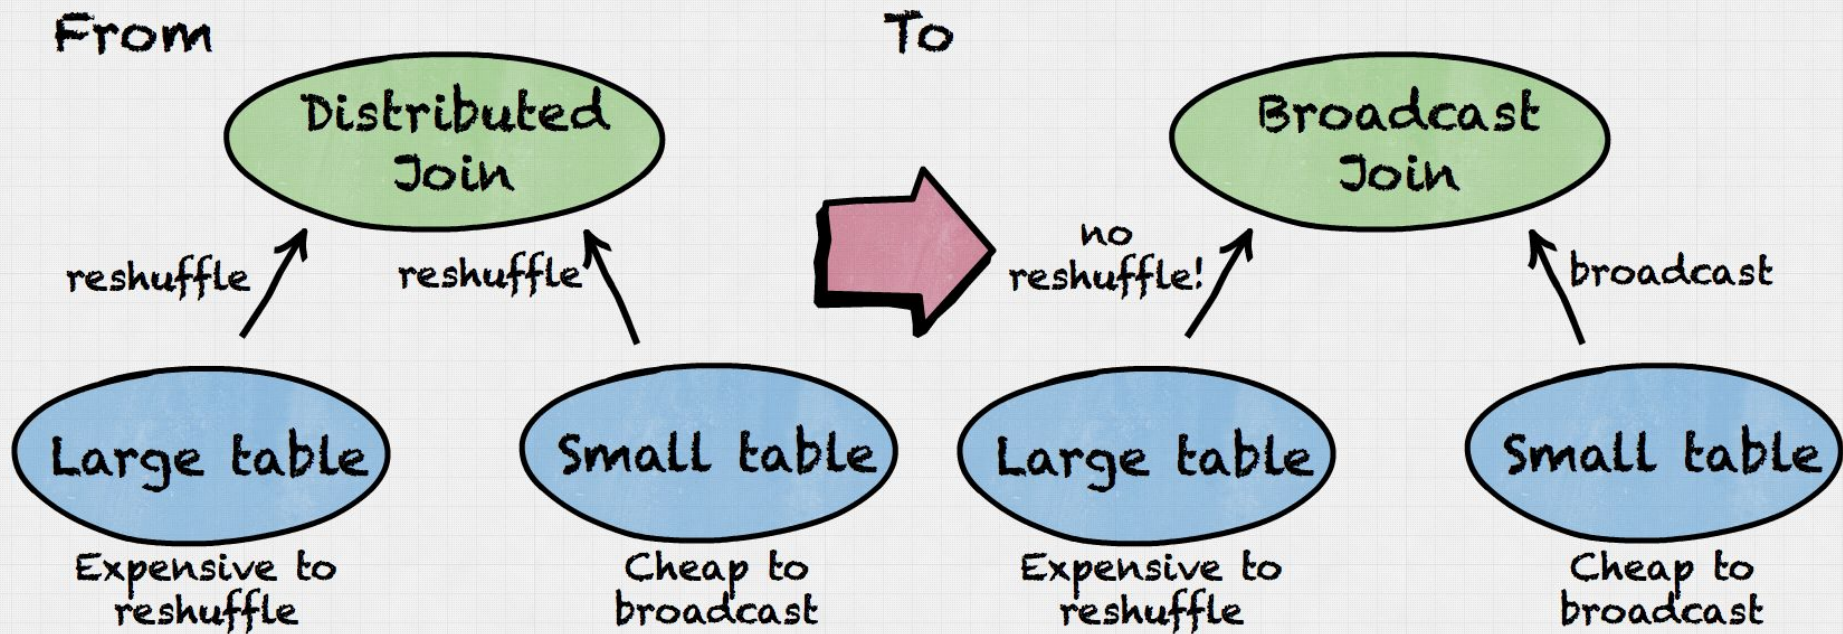 From
Distributed
Join
reshuffle
reshuffle
Large table
Small table
Expensive to
reshuffle
Cheap to
broadcast
To
Broadcast
Join
no
reshuffle!
broadcast
Large table
Small table
Expensive to
reshuffle
Cheap to
broadcast